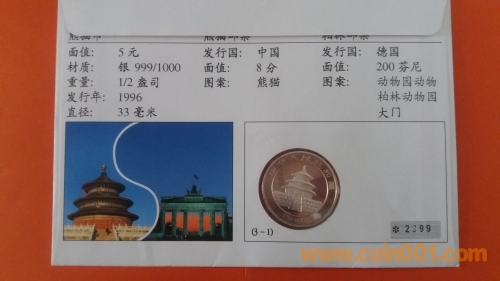 面值: 5元 发行国: 中国 发行国: 德国
材质: 银 999/1000 面值: 8分 面值: 200 芬尼
重量: 1/2 盎司 图案: 熊猫 图案: 动物园动物
发行年: 1996 柏林动物园
直径: 33 毫米 大门
(3-1)
* 2299
www.coin001.com